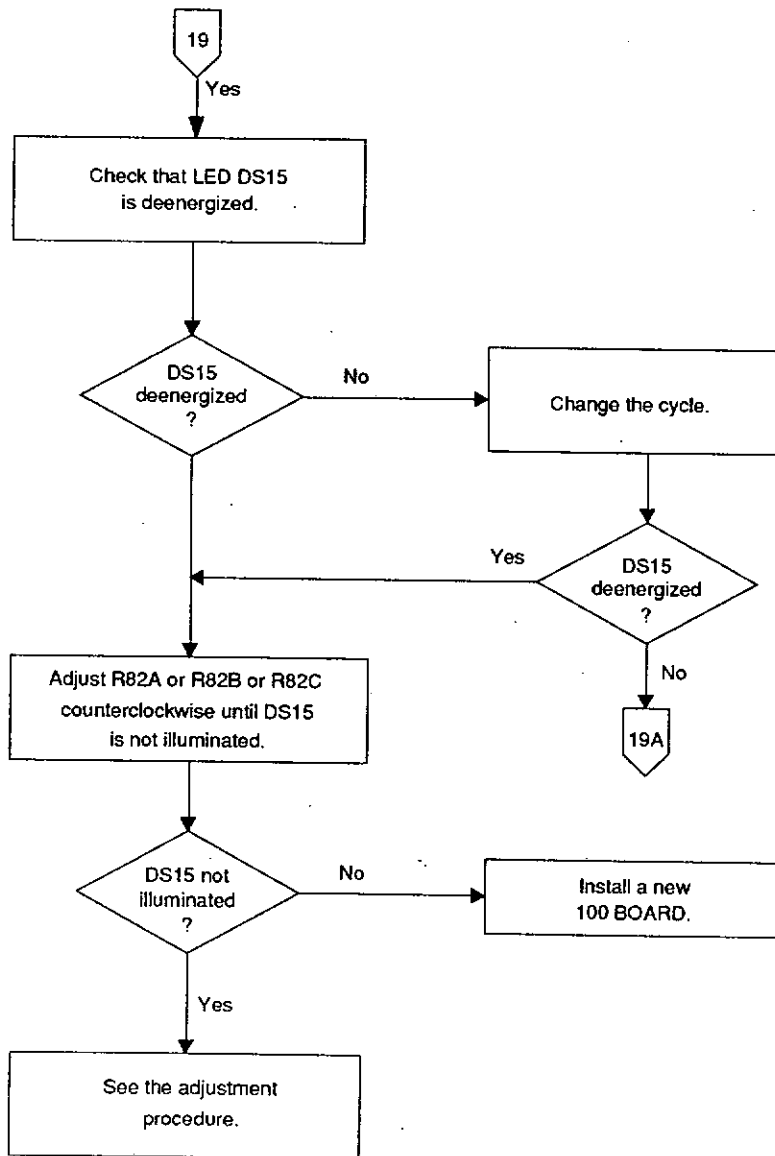 19
Yes
Check that LED DS15
is deenergized.
DS15
deenergized
?
No
Change the cycle.
DS15
deenergized
?
Yes
No
19A
Adjust R82A or R82B or R82C
counterclockwise until DS15
is not illuminated.
DS15 not
illuminated
?
No
Install a new
100 BOARD.
Yes
See the adjustment
procedure.